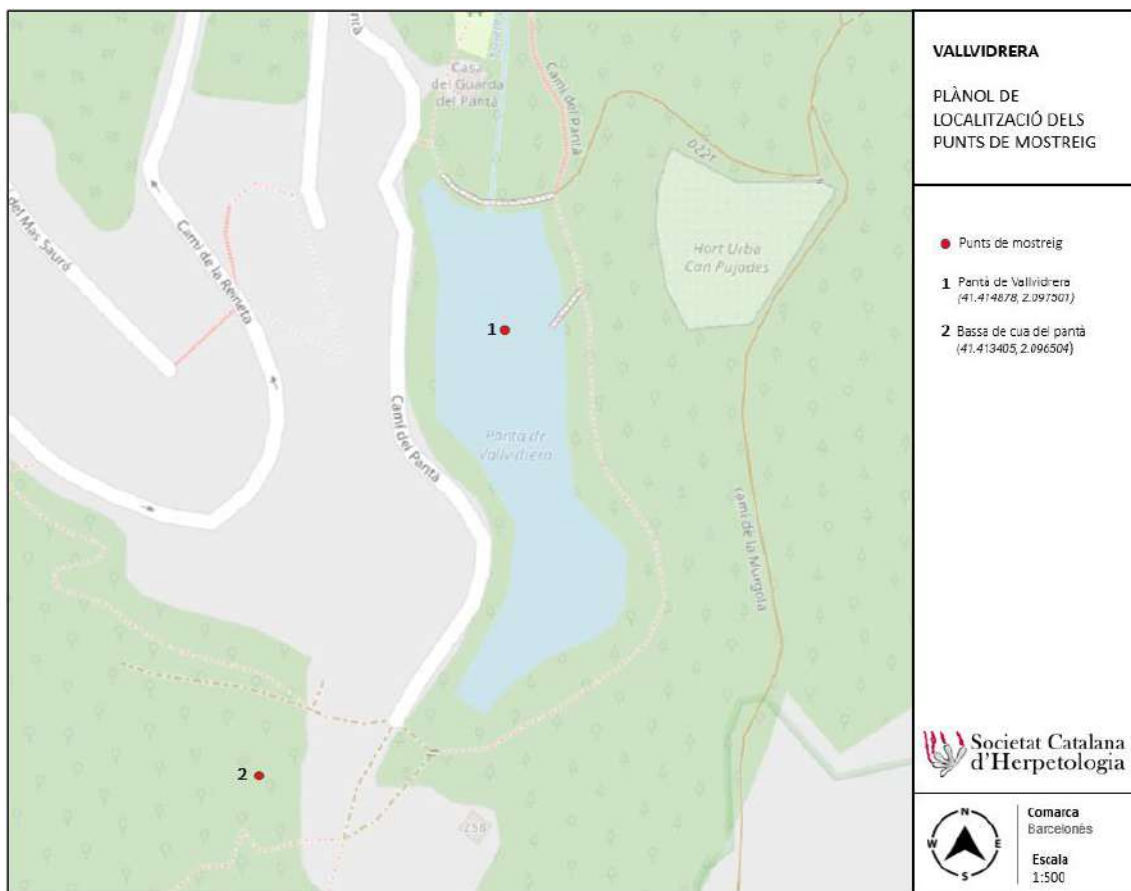 ntà
Casa
del Guarda
del Pantà
Camí del Pantà
D221
Hort Urbà
Can Pujades
del Mas Sauró
Camí de la Reineta
1
Camí del Pantà
Pantà de
Vallvidrera
Camí de la Murgola
2
258
VALLVIDRERA
PLÀNOL DE
LOCALITZACIÓ DELS
PUNTS DE MOSTREIG
Punts de mostreig
1 Pantà de Vallvidrera
(41.414878, 2.097501)
2 Bassa de cua del pantà
(41.413405, 2.096504)
Societat Catalana
d'Herpetologia
N
W E
S
Comarca
Barcelonès
Escala
1:500